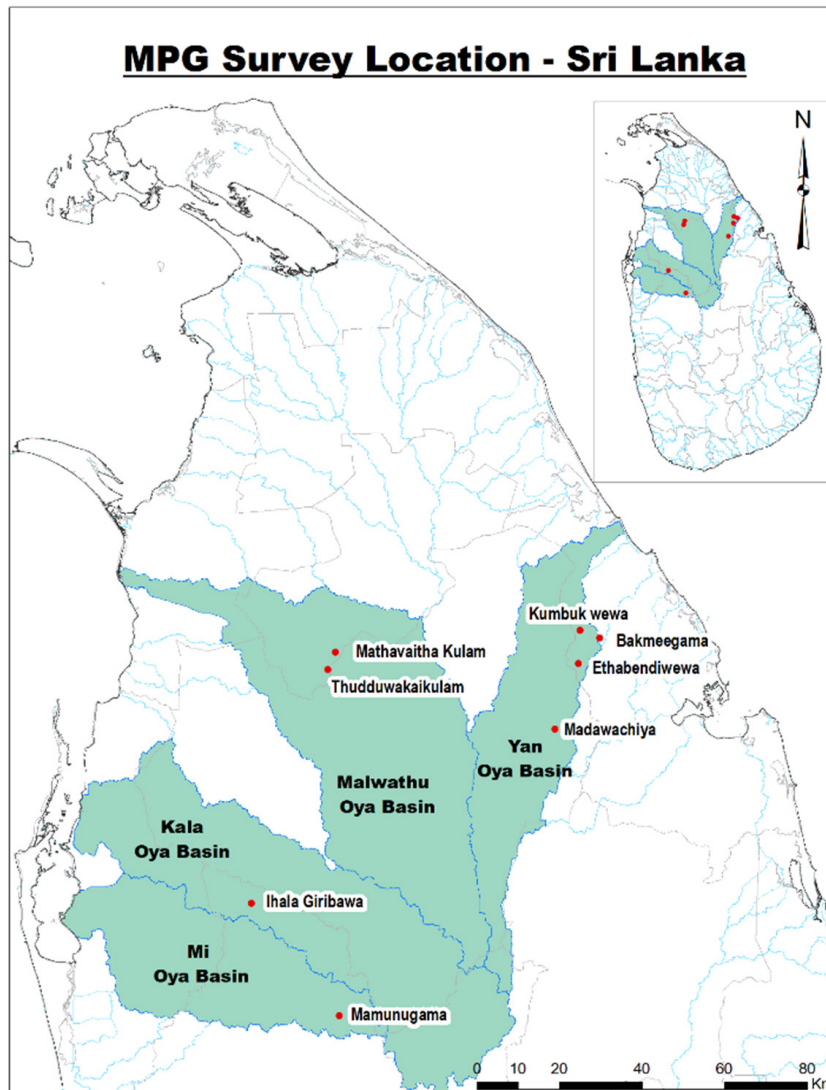 MPG Survey Location - Sri Lanka
N
Kumbuk wewa
Bakmeegama
Mathavaitha Kulam
Ethabendiwewa
Thudduwakaikulam
Madawachiya
Yan
Oya Basin
Malwathu
Oya Basin
Kala
Oya Basin
Ihala Giribawa
Mi
Oya Basin
Mamunugama
0 10 20 40 60 80
Km